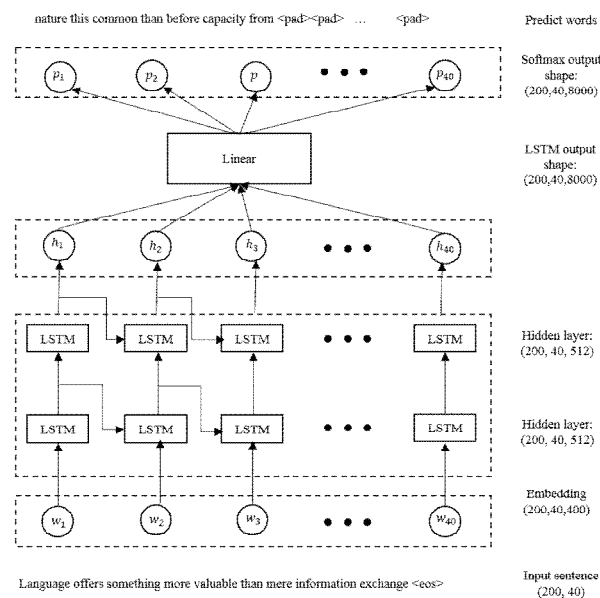 nature this common than before capacity from <pad><pad> … <pad>
Predict words
Softmax output
shape:
(200,40,8000)
p1 p2 p p40
Linear
LSTM output
shape:
(200,40,8000)
h1 h2 h3 h40
LSTM LSTM LSTM LSTM
Hidden layer:
(200, 40, 512)
LSTM LSTM LSTM LSTM
Hidden layer:
(200, 40, 512)
w1 w2 w3 w40
Embedding
(200,40,400)
Language offers something more valuable than mere information exchange <eos>
Input sentence
(200, 40)